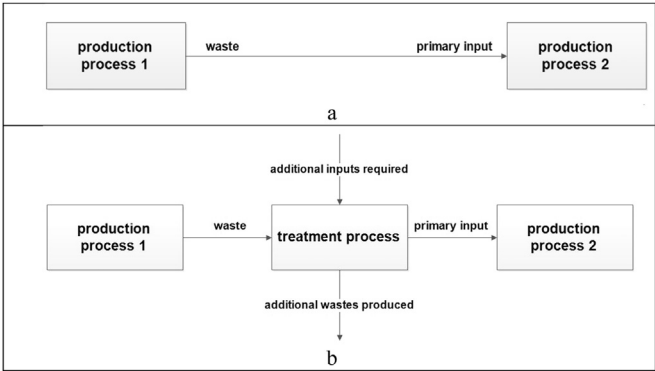 production
process 1
waste
primary input
production
process 2
a
additional inputs required
production
process 1
waste
treatment process
primary input
production
process 2
additional wastes produced
b